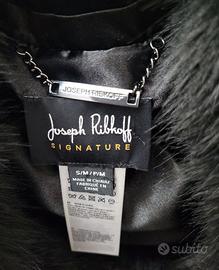 JOSEPH RIBKOFF
Joseph Ribkoff
SIGNATURE
S/M / P/M
MADE IN CHINA
FABRIQUÉ EN
CHINE
subito